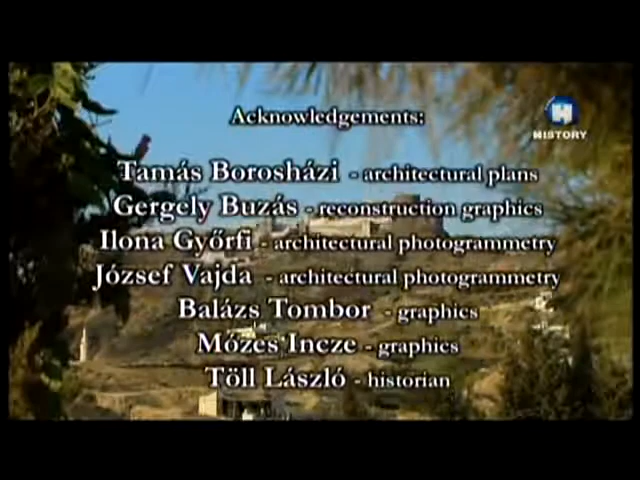 Acknowledgements:
H
HISTORY
Tamás Borosházi - architectural plans
Gergely Buzás - reconstruction graphics
Ilona Győrfi - architectural photogrammetry
József Vajda - architectural photogrammetry
Balázs Tombor - graphics
Mózes Incze - graphics
Töll László - historian